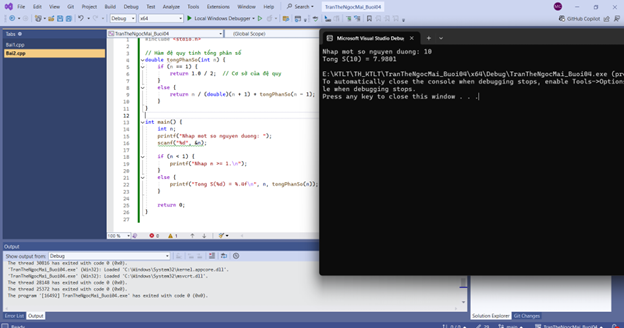 File Edit View Git Project Build Debug Test Analyze Tools Extensions Window Help Search TranTheNgocMai_Buoi04
Debug x64 Local Windows Debugger GitHub Copilot
Bai1.cpp
Bai2.cpp
TranTheNgocMai_Buoi04 (Global Scope)
#include <stdio.h>
// Hàm đệ quy tính tổng phân số
double tongPhanSo(int n) {
if (n == 1) {
return 1.0 / 2; // Cơ sở của đệ quy
}
else {
return n / (double)(n + 1) + tongPhanSo(n - 1);
}
}
int main() {
int n;
printf("Nhap mot so nguyen duong: ");
scanf("%d", &n);
if (n < 1) {
printf("Nhap n >= 1.\n");
}
else {
printf("Tong S(%d) = %.4f\n", n, tongPhanSo(n));
}
return 0;
}
100 % 0 1
Microsoft Visual Studio Debug
Nhap mot so nguyen duong: 10
Tong S(10) = 7.9801
E:\KTLT\TH_KTLT\TranTheNgocMai_Buoi04\x64\Debug\TranTheNgocMai_Buoi04.exe (pro
To automatically close the console when debugging stops, enable Tools->Options
le when debugging stops.
Press any key to close this window . . .
Output
Show output from: Debug
The thread 30816 has exited with code 0 (0x0).
'TranTheNgocMai_Buoi04.exe' (Win32): Loaded 'C:\Windows\System32\kernel.appcore.dll'.
'TranTheNgocMai_Buoi04.exe' (Win32): Loaded 'C:\Windows\System32\msvcrt.dll'.
The thread 28148 has exited with code 0 (0x0).
The thread 25372 has exited with code 0 (0x0).
The program '[16492] TranTheNgocMai_Buoi04.exe' has exited with code 0 (0x0).
Error List Output Solution Explorer Git Changes
Ready main TranTheNgocMai_Buoi04